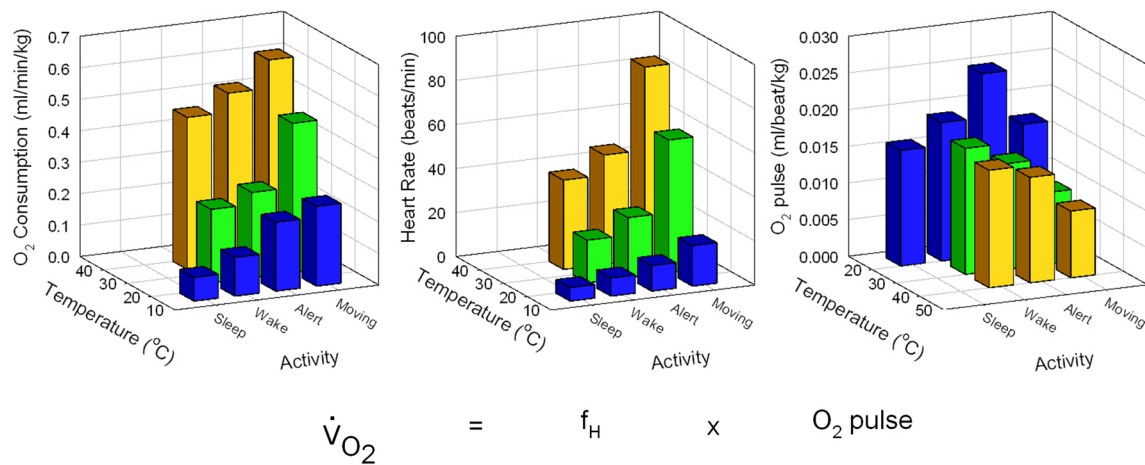 O2 Consumption (ml/min/kg)
0.7
0.6
0.5
0.4
0.3
0.2
0.1
0.0
40
30
20
10
Temperature (°C)
Sleep
Wake
Alert
Moving
Activity
Heart Rate (beats/min)
100
80
60
40
20
0
40
30
20
10
Temperature (°C)
Sleep
Wake
Alert
Moving
Activity
O2 pulse (ml/beat/kg)
0.030
0.025
0.020
0.015
0.010
0.005
0.000
20
30
40
50
Temperature (°C)
Sleep
Wake
Alert
Moving
Activity
V̇O2 = fH x O2 pulse